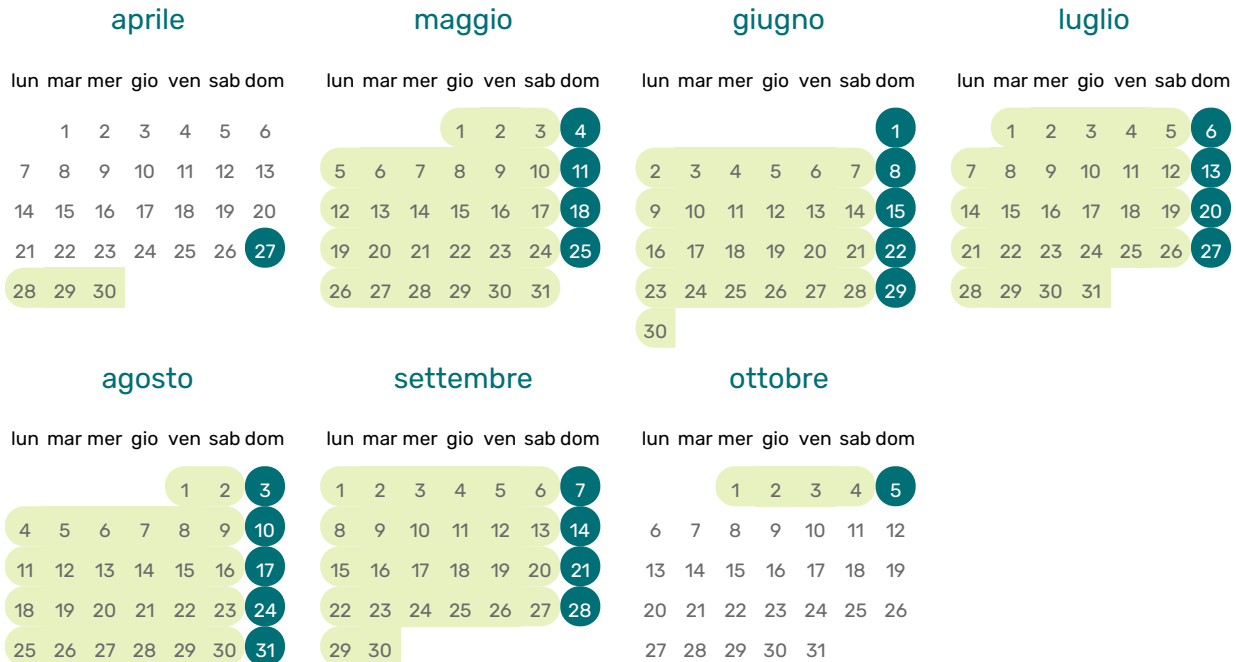 aprile maggio giugno luglio
lun mar mer gio ven sab dom lun mar mer gio ven sab dom lun mar mer gio ven sab dom lun mar mer gio ven sab dom
1 2 3 4 5 6 1 2 3 4 1 1 2 3 4 5 6
7 8 9 10 11 12 13 5 6 7 8 9 10 11 2 3 4 5 6 7 8 7 8 9 10 11 12 13
14 15 16 17 18 19 20 12 13 14 15 16 17 18 9 10 11 12 13 14 15 14 15 16 17 18 19 20
21 22 23 24 25 26 27 19 20 21 22 23 24 25 16 17 18 19 20 21 22 21 22 23 24 25 26 27
28 29 30 26 27 28 29 30 31 23 24 25 26 27 28 29 28 29 30 31
30
agosto settembre ottobre
lun mar mer gio ven sab dom lun mar mer gio ven sab dom lun mar mer gio ven sab dom
1 2 3 1 2 3 4 5 6 7 1 2 3 4 5
4 5 6 7 8 9 10 8 9 10 11 12 13 14 6 7 8 9 10 11 12
11 12 13 14 15 16 17 15 16 17 18 19 20 21 13 14 15 16 17 18 19
18 19 20 21 22 23 24 22 23 24 25 26 27 28 20 21 22 23 24 25 26
25 26 27 28 29 30 31 29 30 27 28 29 30 31